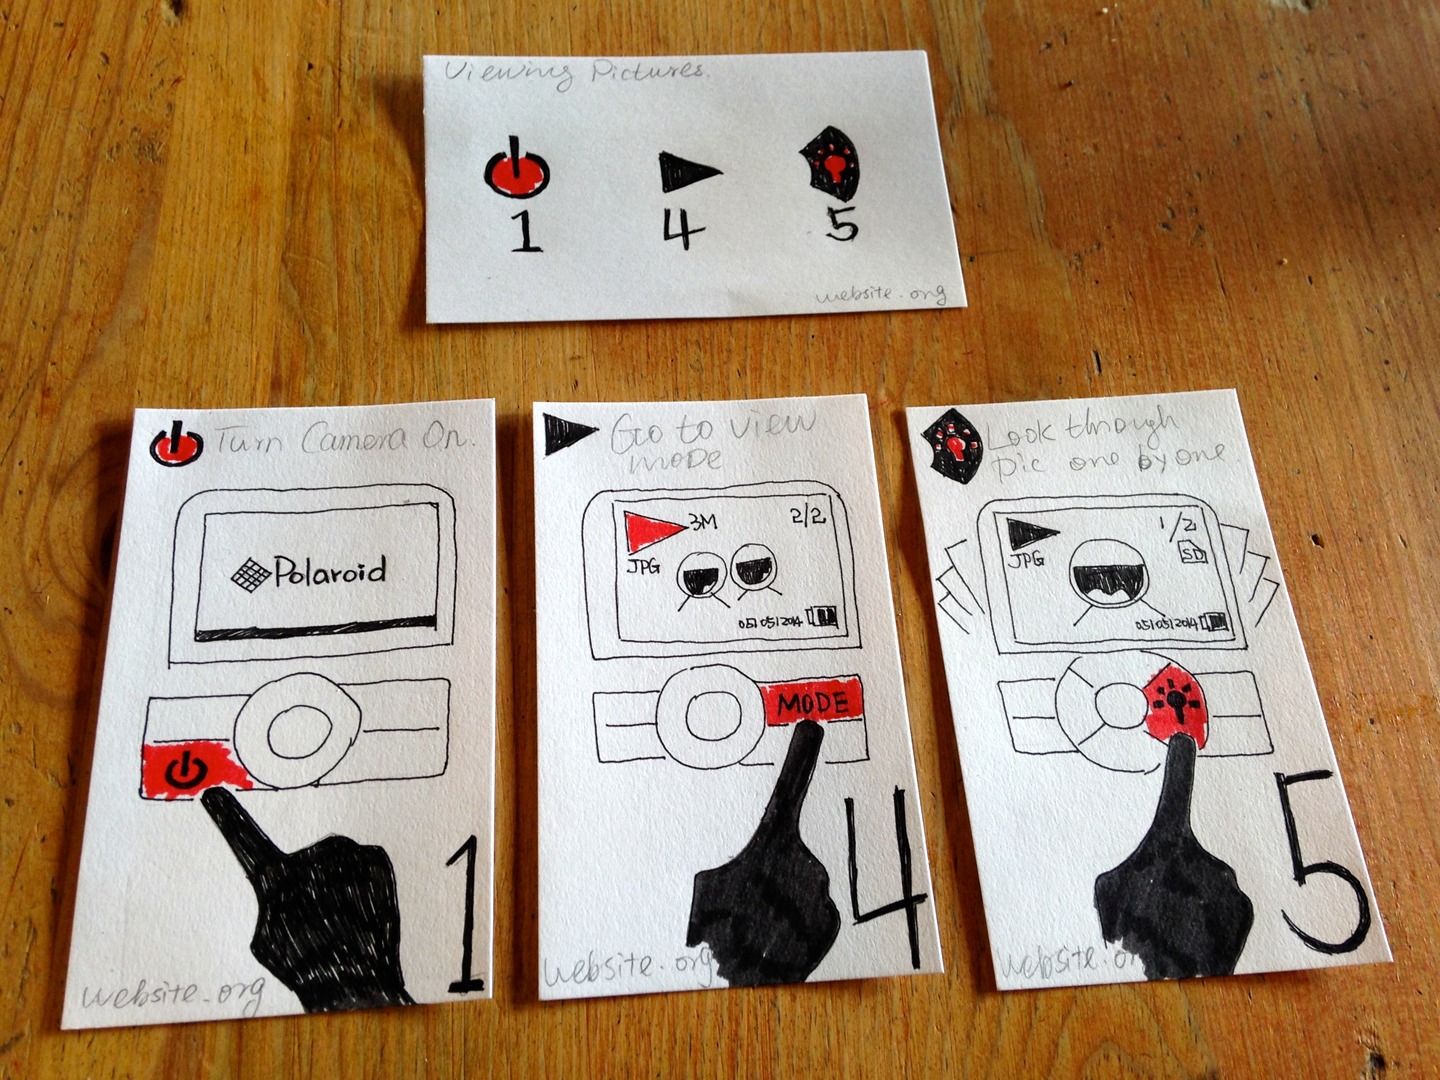 Viewing Pictures.
1 4 5
website.org
Turn Camera On.
Polaroid
1
website.org
Go to view
mode
3M 2/2
JPG
05/05/2014
MODE
4
website.org
Look through
pic one by one.
1/2
JPG SD
05/05/2014
5
website.or